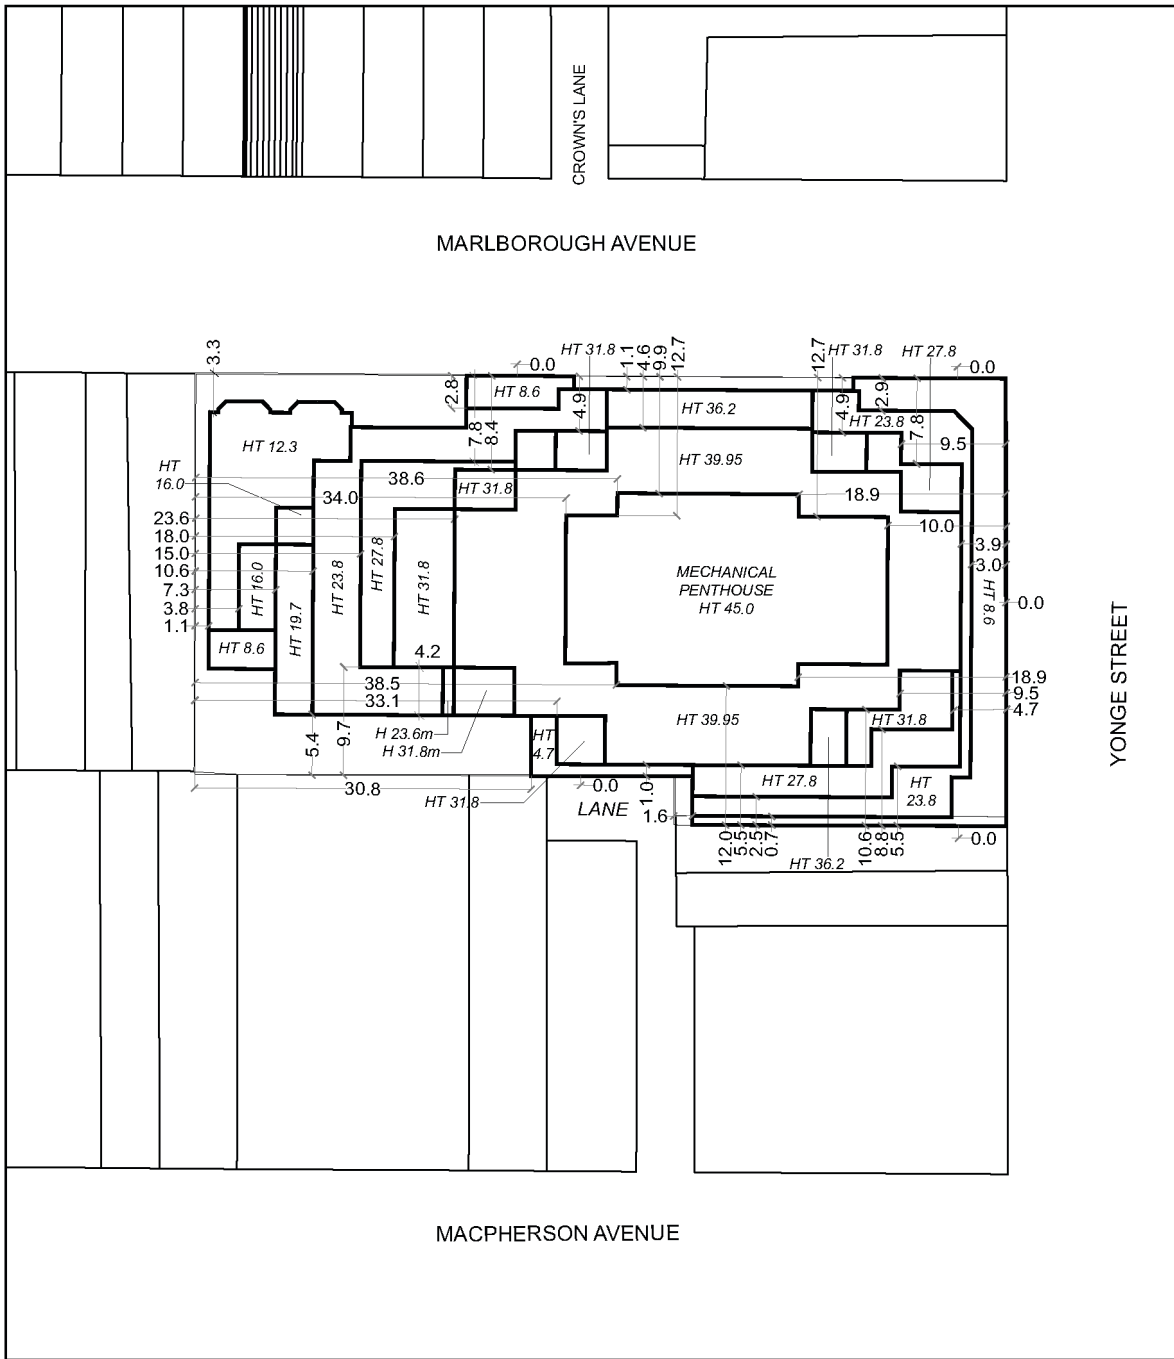 CROWN'S LANE
MARLBOROUGH AVENUE
3.3
2.8
HT 8.6
7.8
8.4
0.0
HT 31.8
4.9
1.1
4.6
9.9
12.7
12.7
HT 31.8
4.9
2.9
HT 27.8
7.8
0.0
HT 36.2
HT 23.8
9.5
HT 12.3
HT 39.95
HT
16.0
38.6
HT 31.8
34.0
18.9
23.6
18.0
15.0
10.6
7.3
3.8
1.1
10.0
3.9
3.0
HT 16.0
HT 19.7
HT 23.8
HT 27.8
HT 31.8
MECHANICAL
PENTHOUSE
HT 45.0
HT 8.6
0.0
YONGE STREET
HT 8.6
4.2
38.5
33.1
18.9
9.5
4.7
HT 39.95
HT 31.8
5.4
9.7
H 23.6m
H 31.8m
HT
4.7
30.8
HT 31.8
0.0
1.0
LANE
1.6
HT 27.8
HT
23.8
12.0
5.5
2.5
0.7
HT 36.2
10.6
8.8
5.5
0.0
MACPHERSON AVENUE